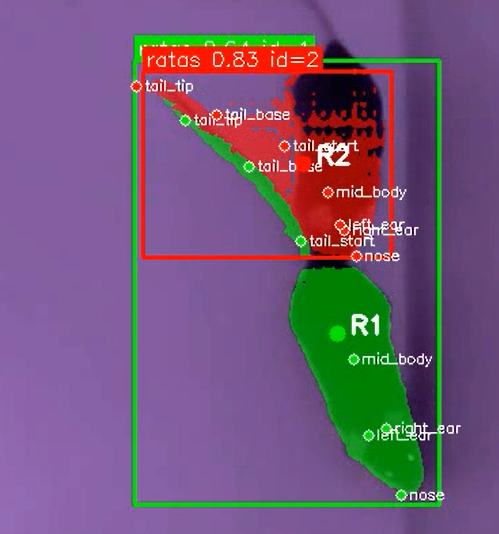 ratas 0.83 id=2
tail_tip
tail_base
tail_tip
tail_start
R2
tail_base
mid_body
left_ear
right_ear
tail_start
nose
R1
mid_body
right_ear
left_ear
nose